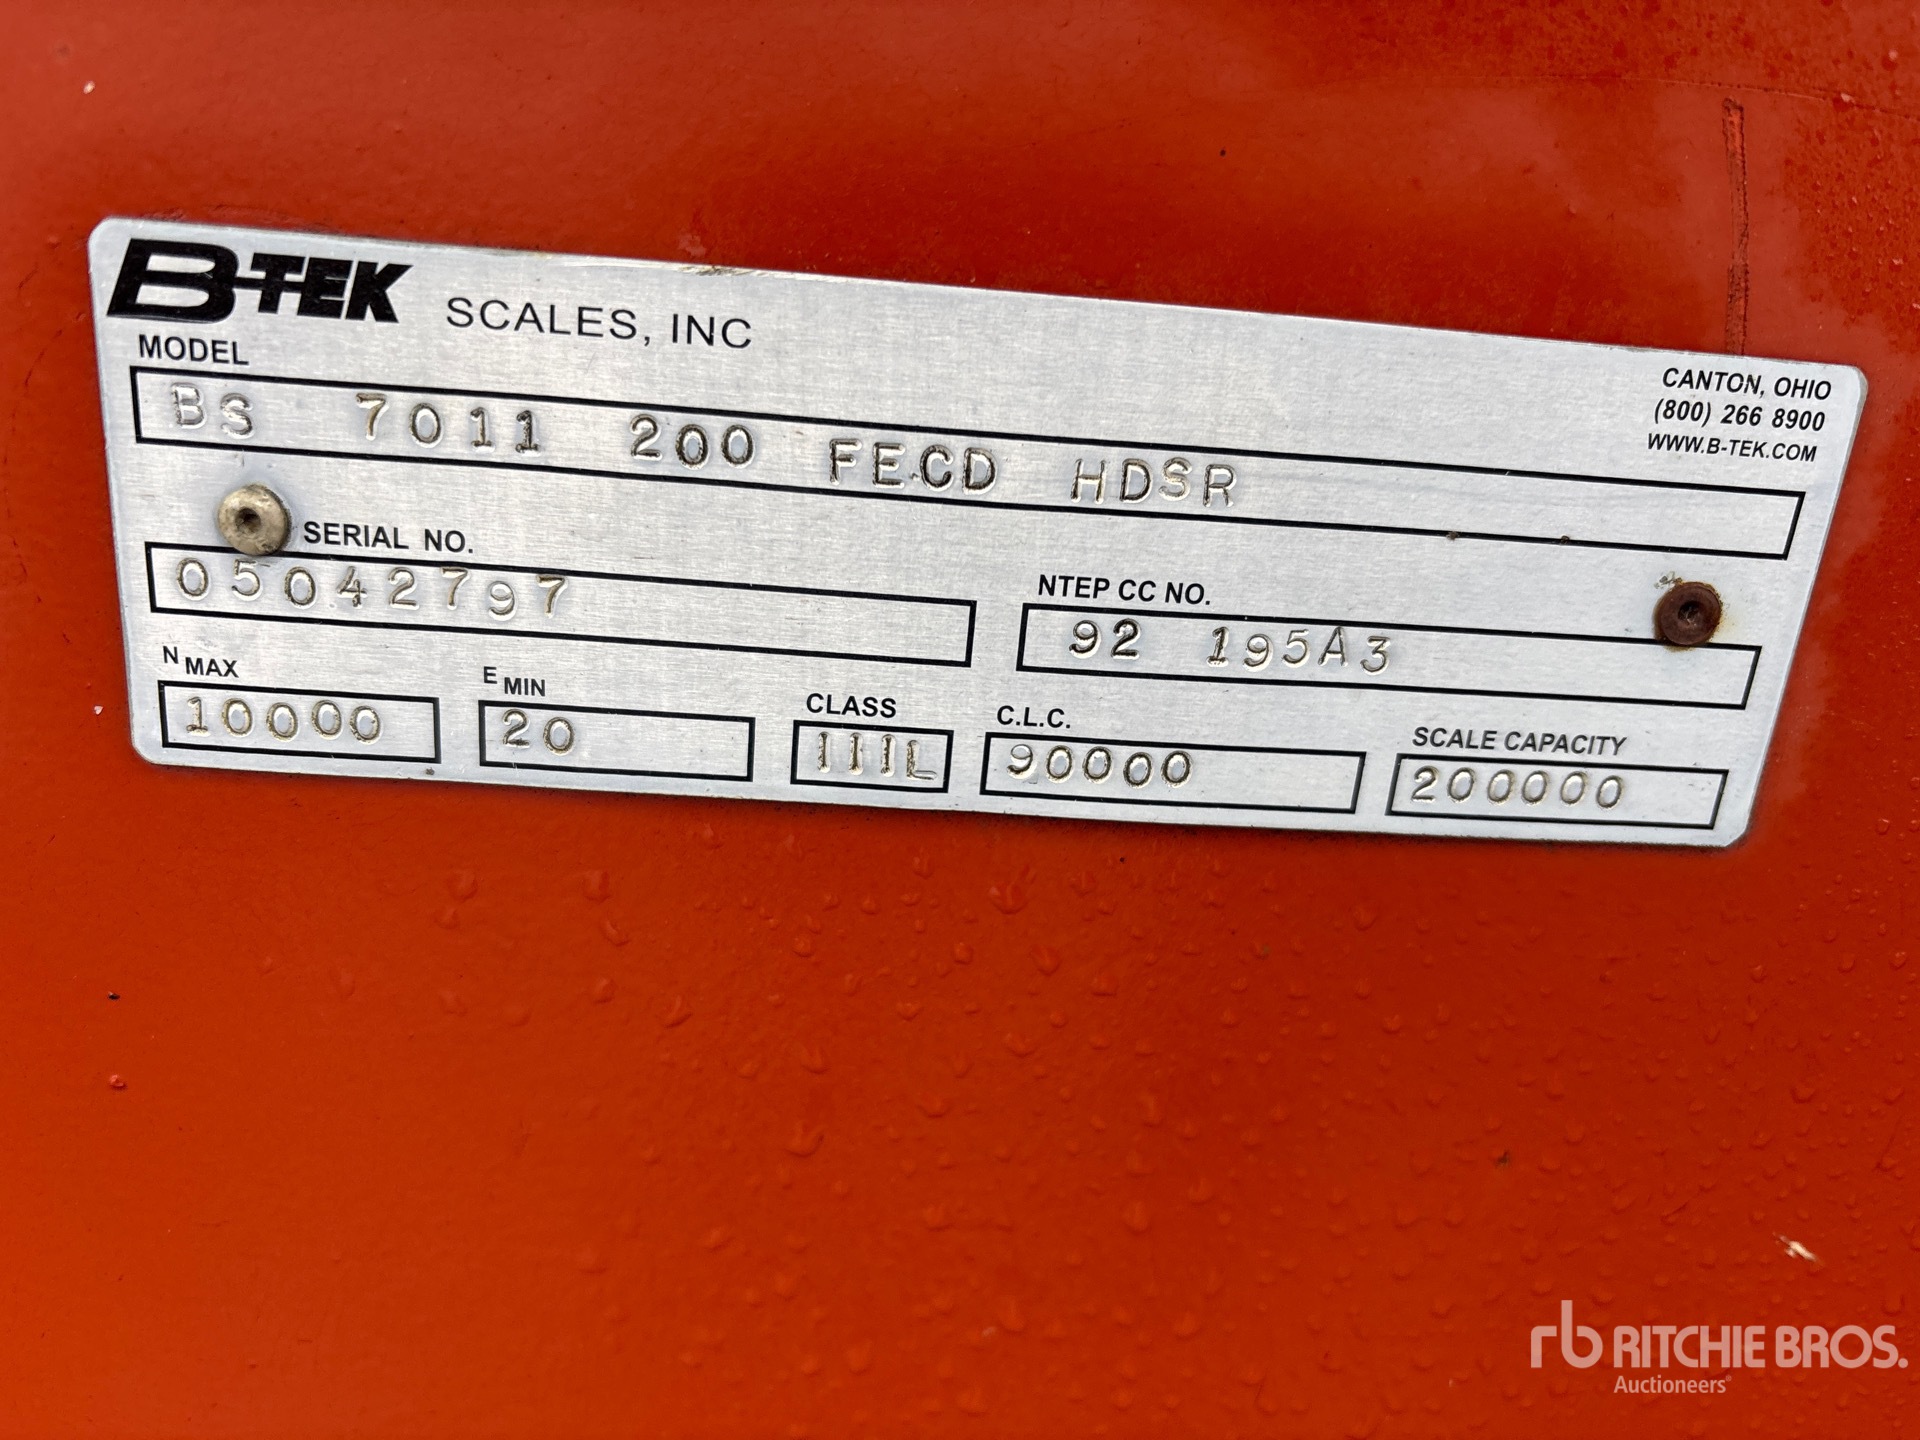 B-TEK SCALES, INC
CANTON, OHIO
(800) 266 8900
WWW.B-TEK.COM
MODEL
BS 7011 200 FECD HDSR
SERIAL NO.
05042797
NTEP CC NO.
92 195A3
N MAX
10000
E MIN
20
CLASS
IIIL
C.L.C.
90000
SCALE CAPACITY
200000
rb RITCHIE BROS.
Auctioneers